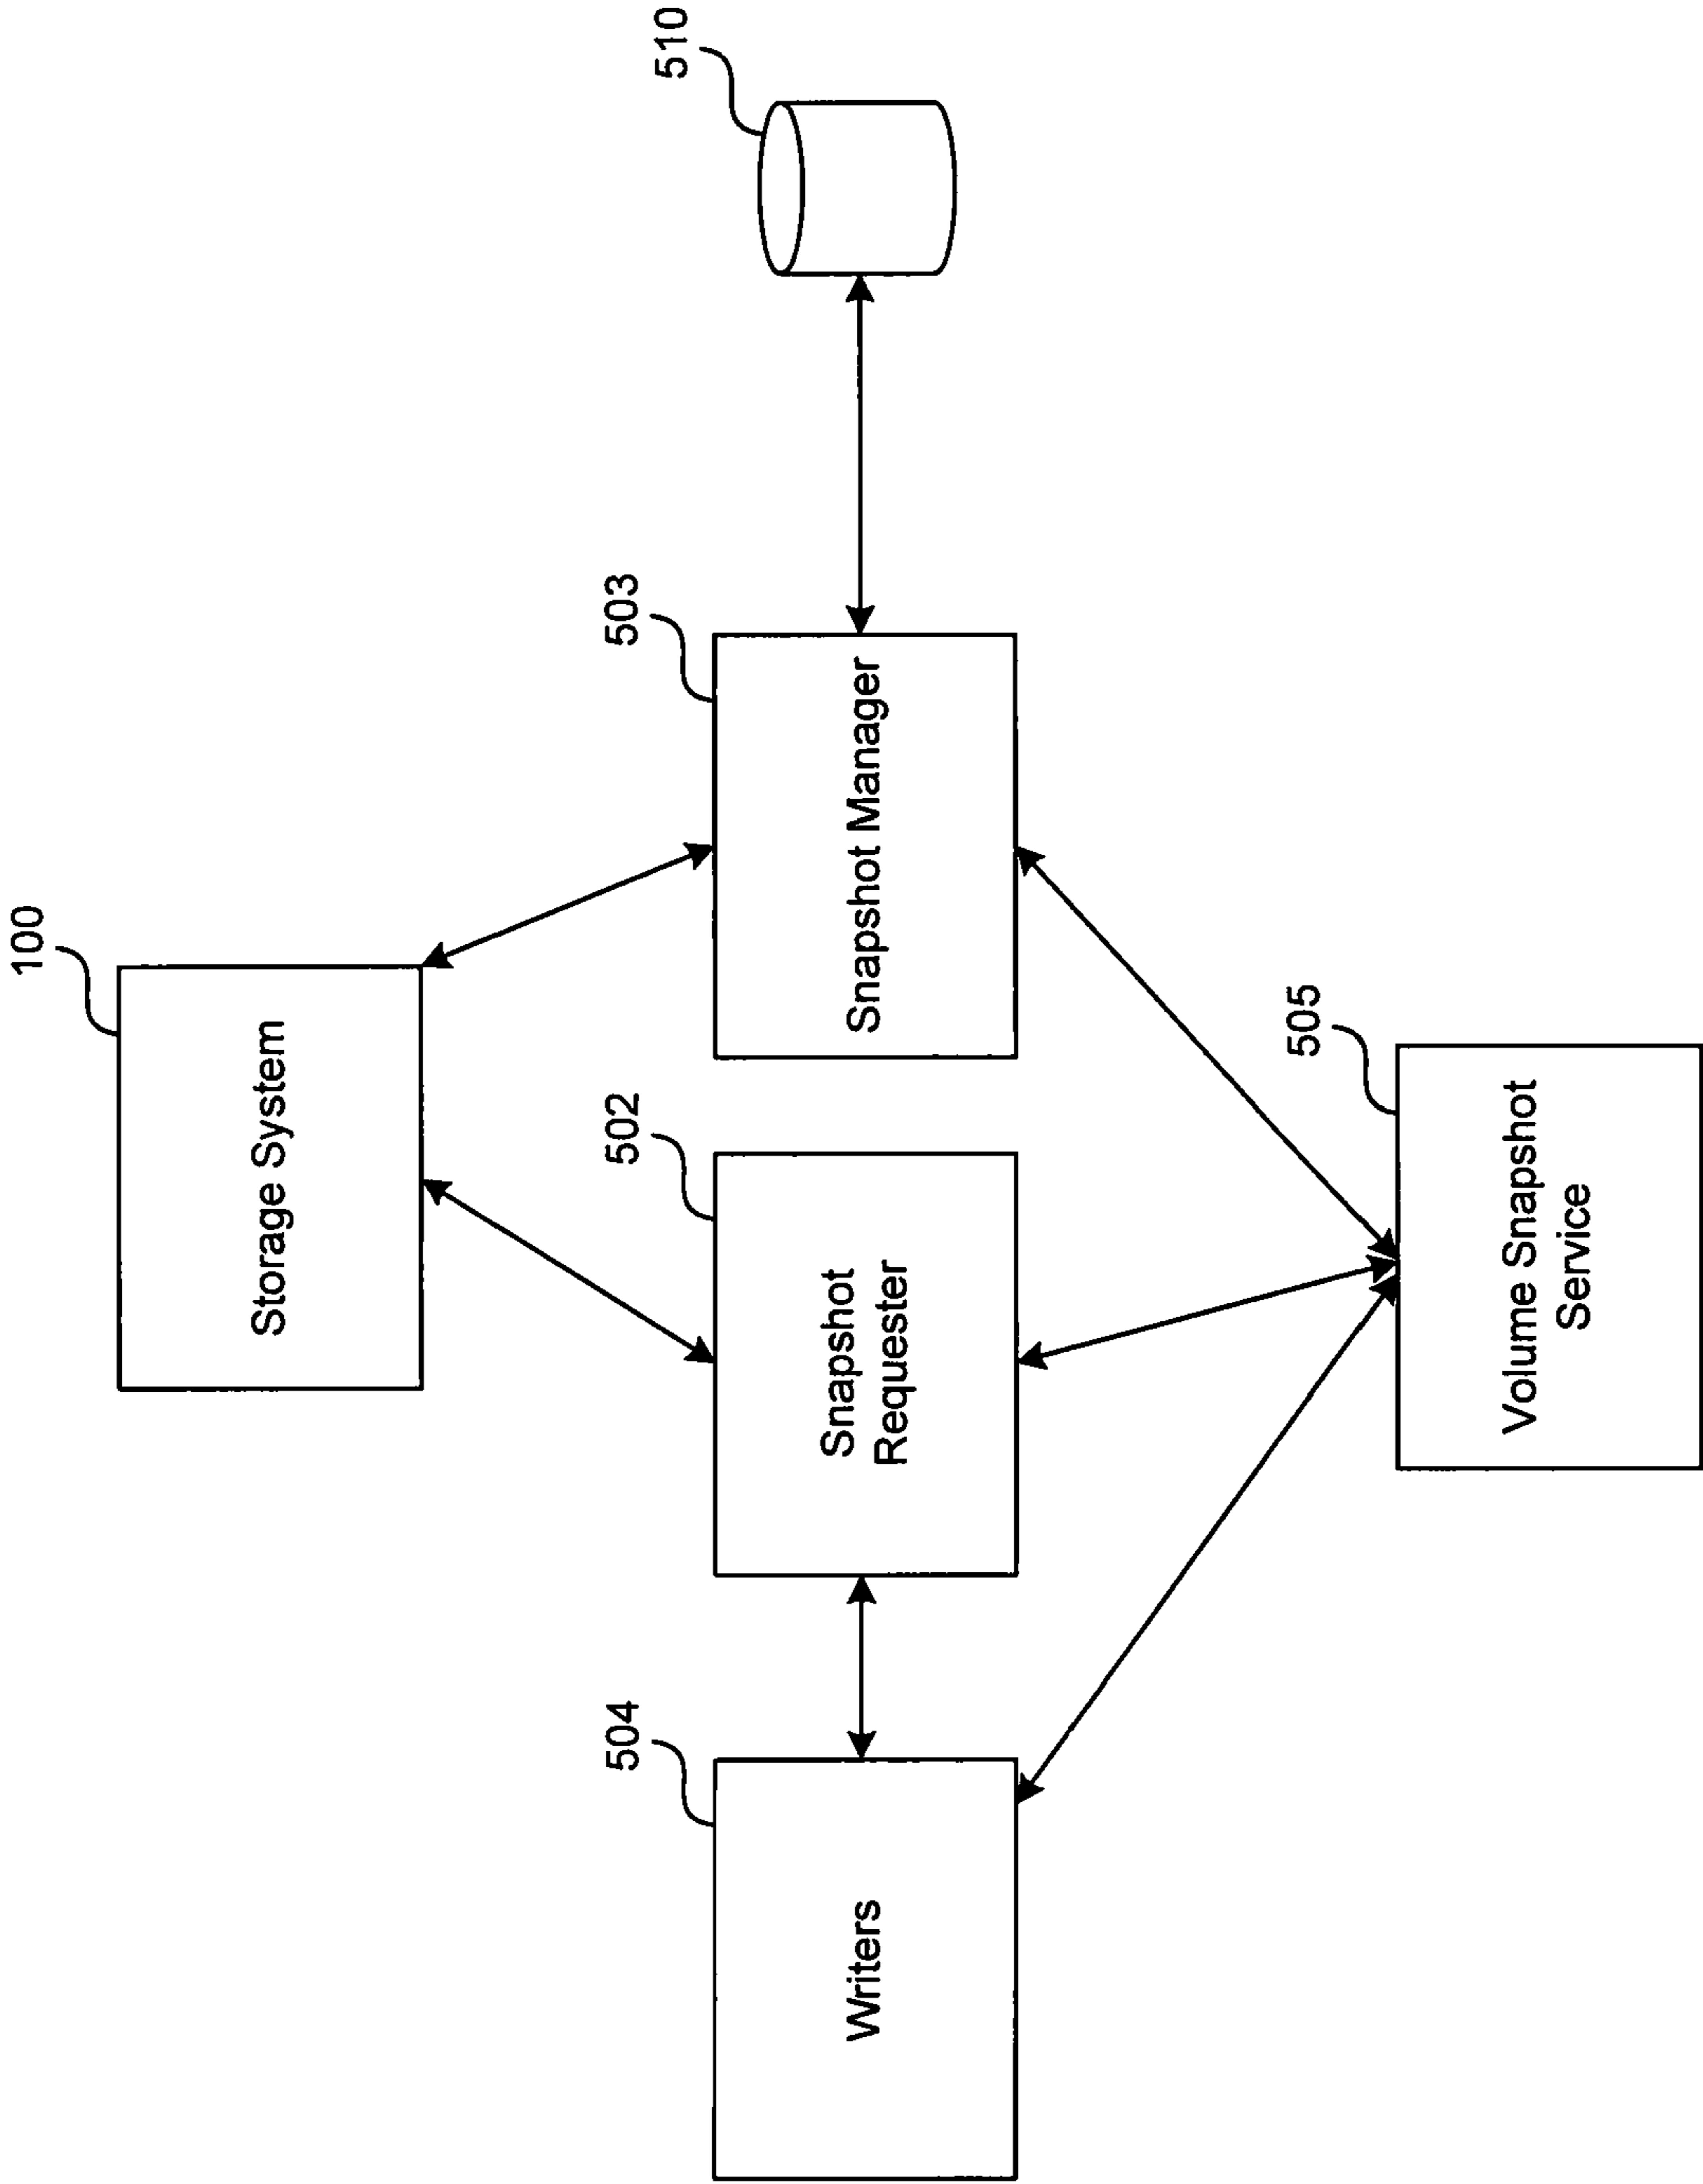 100
Storage System
504
Writers
502
Snapshot
Requester
503
Snapshot Manager
510
505
Volume Snapshot
Service